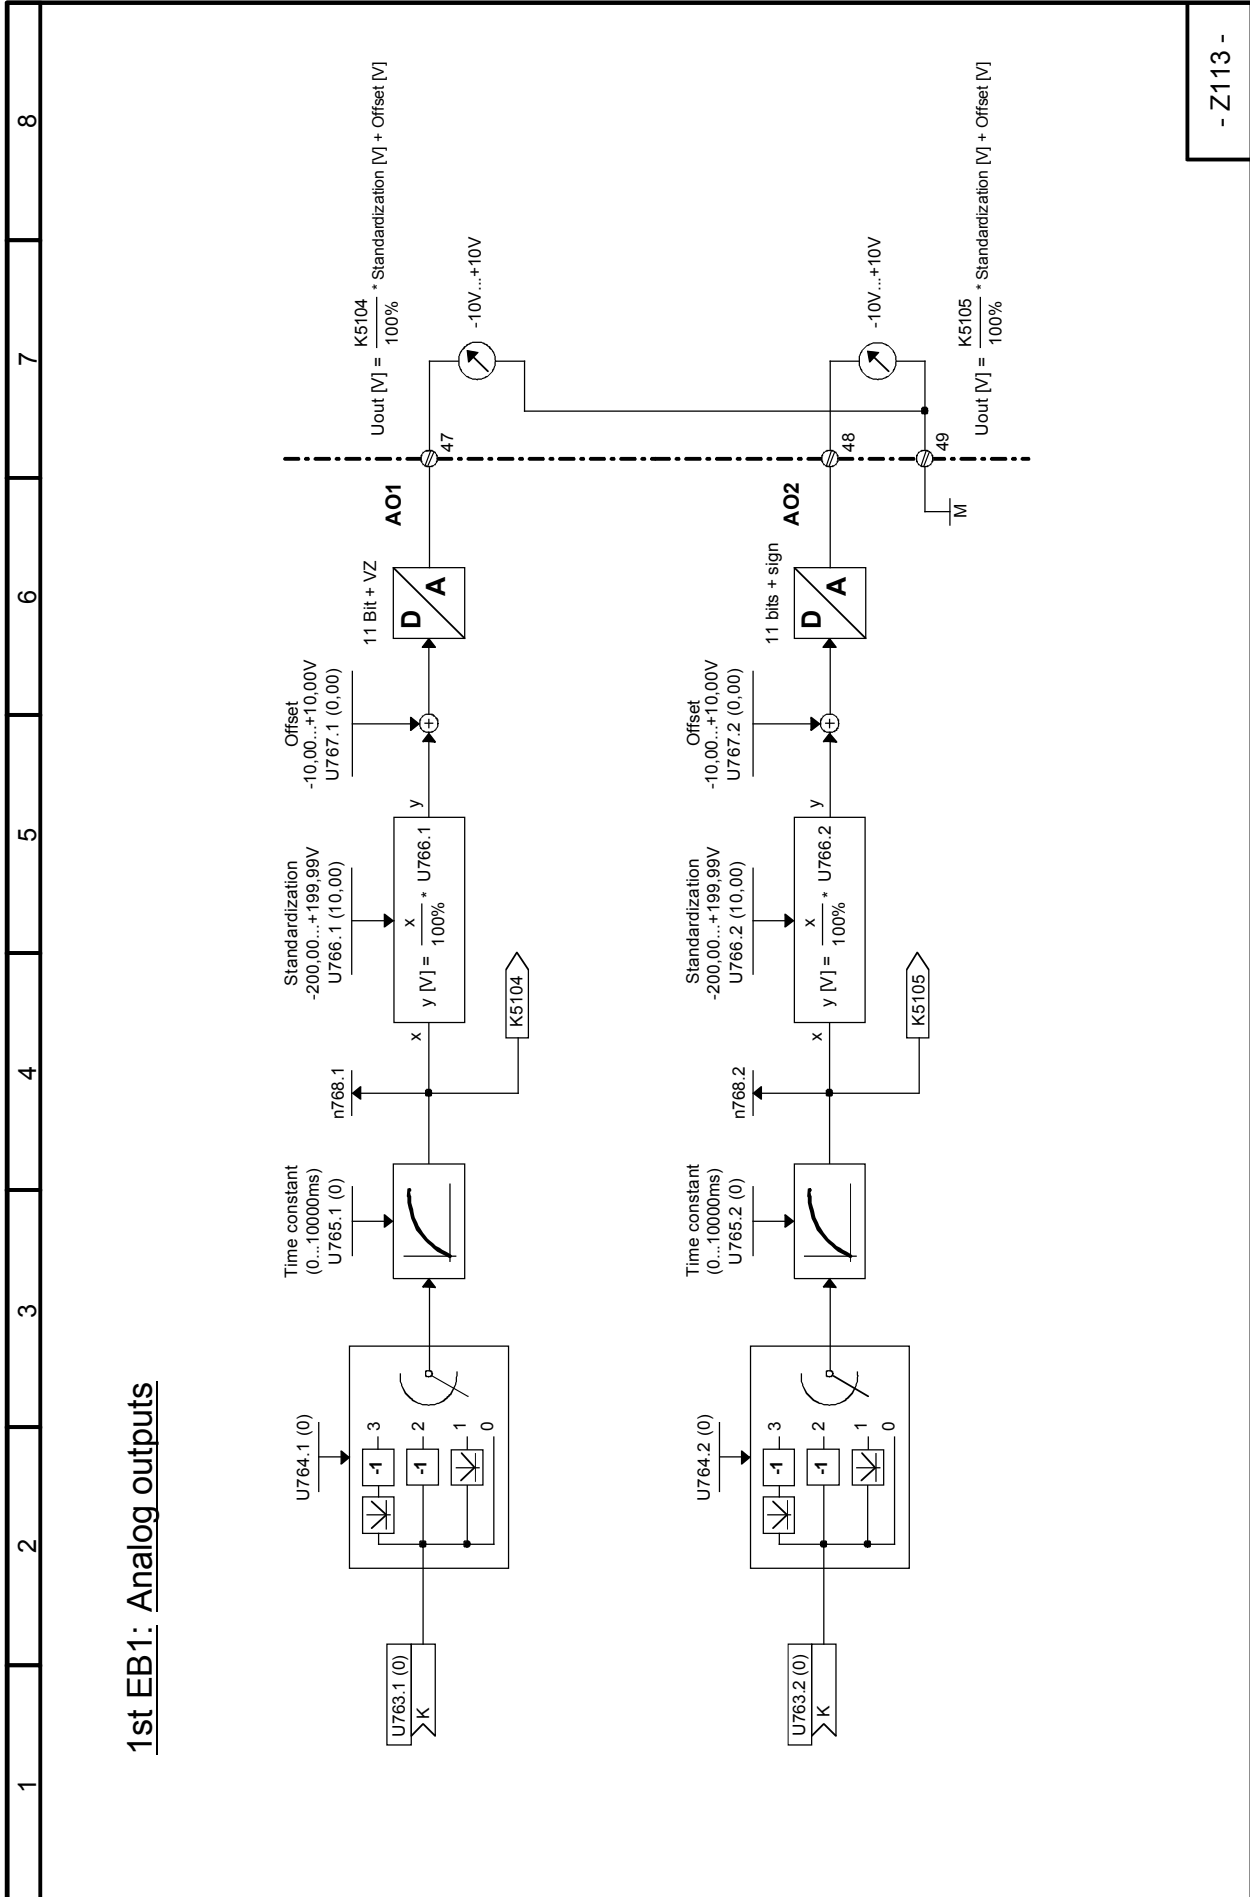 1 2 3 4 5 6 7 8
1st EB1: Analog outputs
U763.1 (0)
K
U764.1 (0)
-1 3
-1 2
1
0
Time constant
(0...10000ms)
U765.1 (0)
n768.1
K5104
Standardization
-200,00...+199,99V
U766.1 (10,00)
x
y [V] = x / 100% * U766.1
y
Offset
-10,00...+10,00V
U767.1 (0,00)
+
11 Bit + VZ
D
A
AO1
47
Uout [V] = K5104 / 100% * Standardization [V] + Offset [V]
-10V...+10V
U763.2 (0)
K
U764.2 (0)
-1 3
-1 2
1
0
Time constant
(0...10000ms)
U765.2 (0)
n768.2
K5105
Standardization
-200,00...+199,99V
U766.2 (10,00)
x
y [V] = x / 100% * U766.2
y
Offset
-10,00...+10,00V
U767.2 (0,00)
+
11 bits + sign
D
A
AO2
48
-10V...+10V
49
M
Uout [V] = K5105 / 100% * Standardization [V] + Offset [V]
- Z113 -